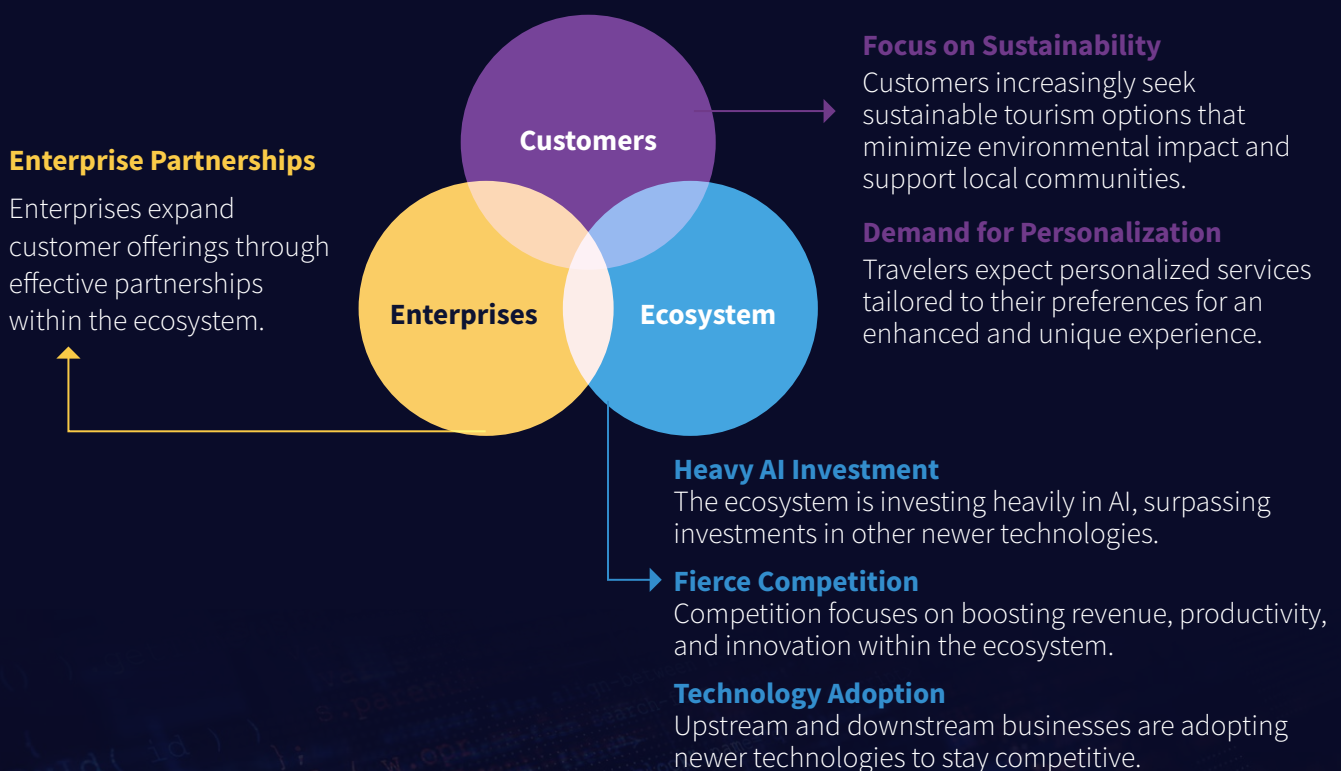 Customers
Enterprises
Ecosystem
Enterprise Partnerships
Enterprises expand
customer offerings through
effective partnerships
within the ecosystem.
Focus on Sustainability
Customers increasingly seek
sustainable tourism options that
minimize environmental impact and
support local communities.
Demand for Personalization
Travelers expect personalized services
tailored to their preferences for an
enhanced and unique experience.
Heavy AI Investment
The ecosystem is investing heavily in AI, surpassing
investments in other newer technologies.
Fierce Competition
Competition focuses on boosting revenue, productivity,
and innovation within the ecosystem.
Technology Adoption
Upstream and downstream businesses are adopting
newer technologies to stay competitive.